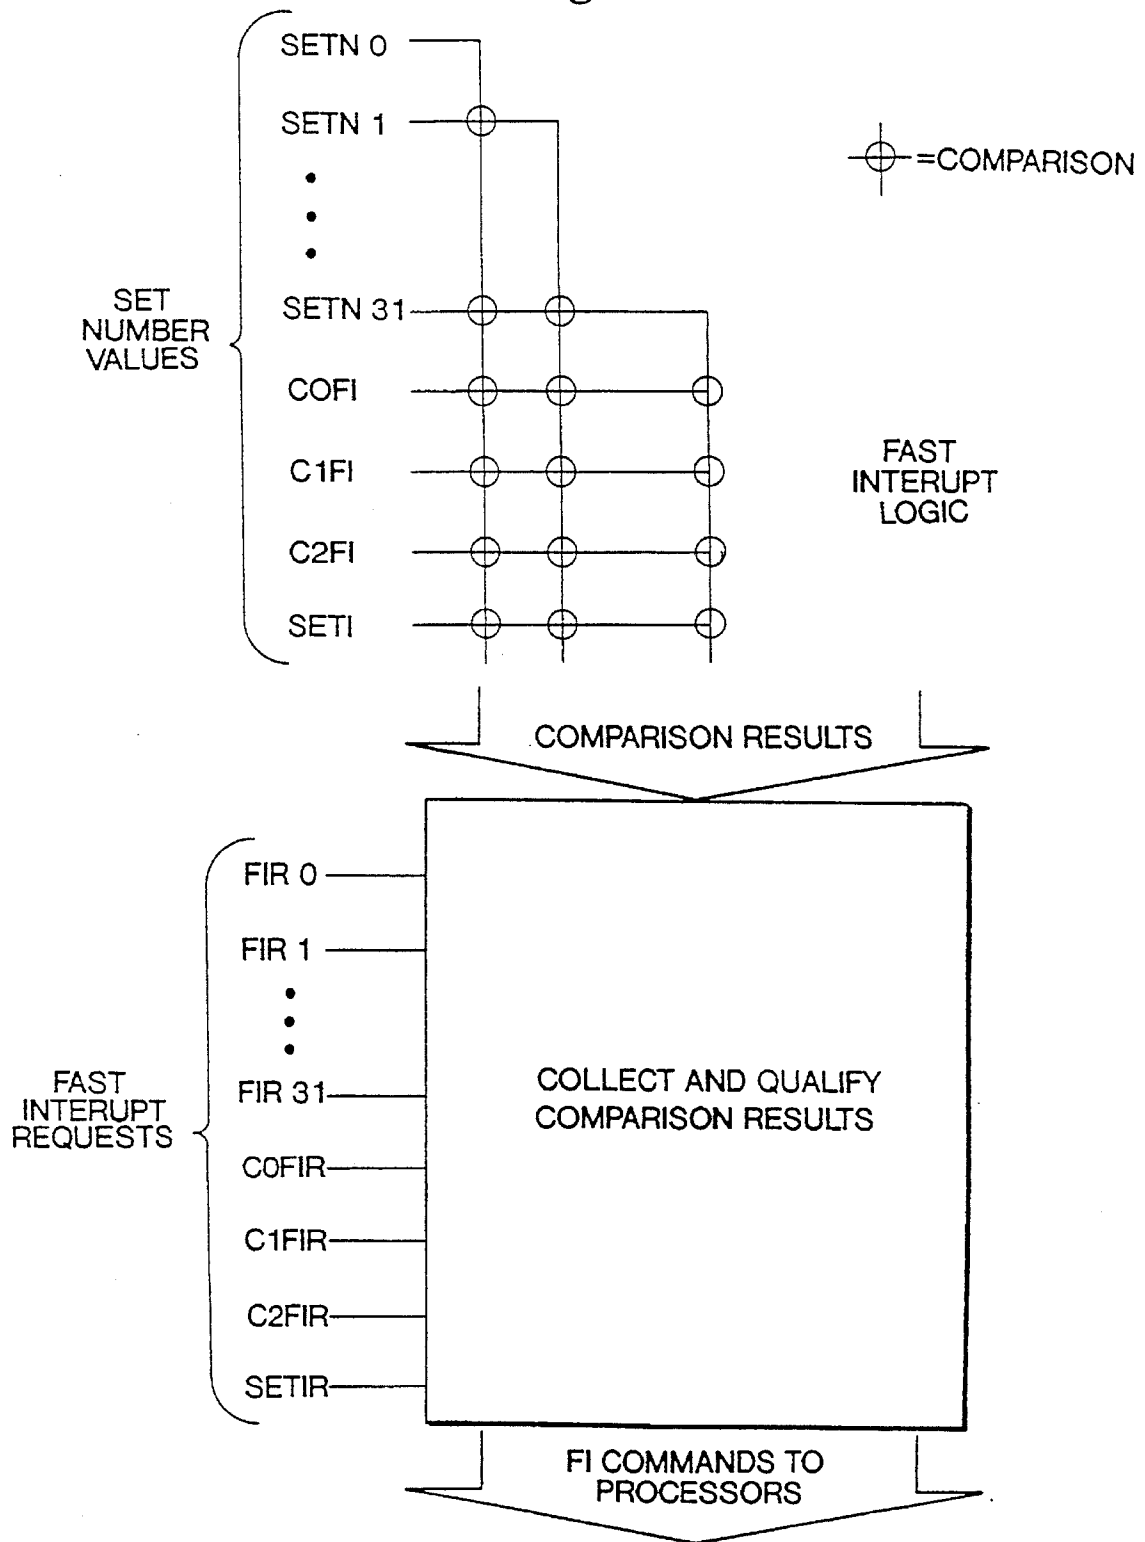 SETN 0
SETN 1
=COMPARISON
SETN 31
SET
NUMBER
VALUES
COFI
C1FI
C2FI
SETI
FAST
INTERUPT
LOGIC
COMPARISON RESULTS
FIR 0
FIR 1
FIR 31
C0FIR
C1FIR
C2FIR
SETIR
FAST
INTERUPT
REQUESTS
COLLECT AND QUALIFY
COMPARISON RESULTS
FI COMMANDS TO
PROCESSORS